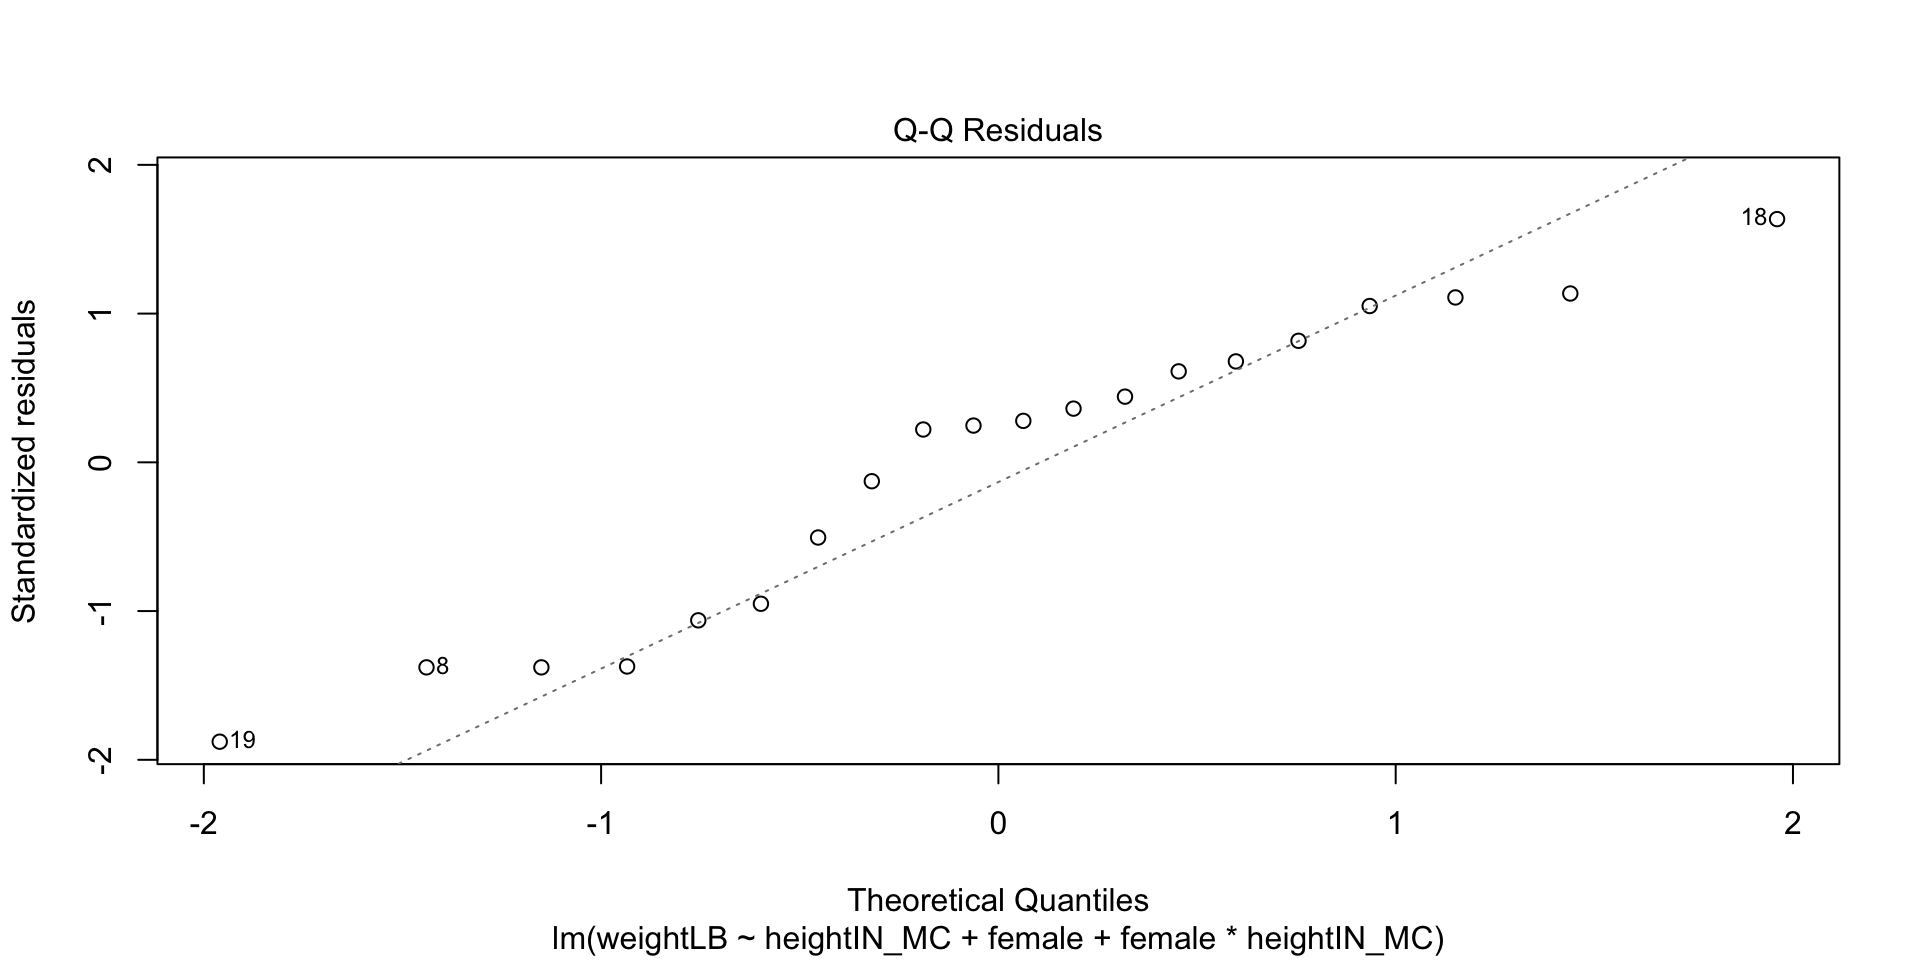 Q-Q Residuals
Standardized residuals
2
1
0
-1
-2
18
8
19
-2 -1 0 1 2
Theoretical Quantiles
lm(weightLB ~ heightIN_MC + female + female * heightIN_MC)